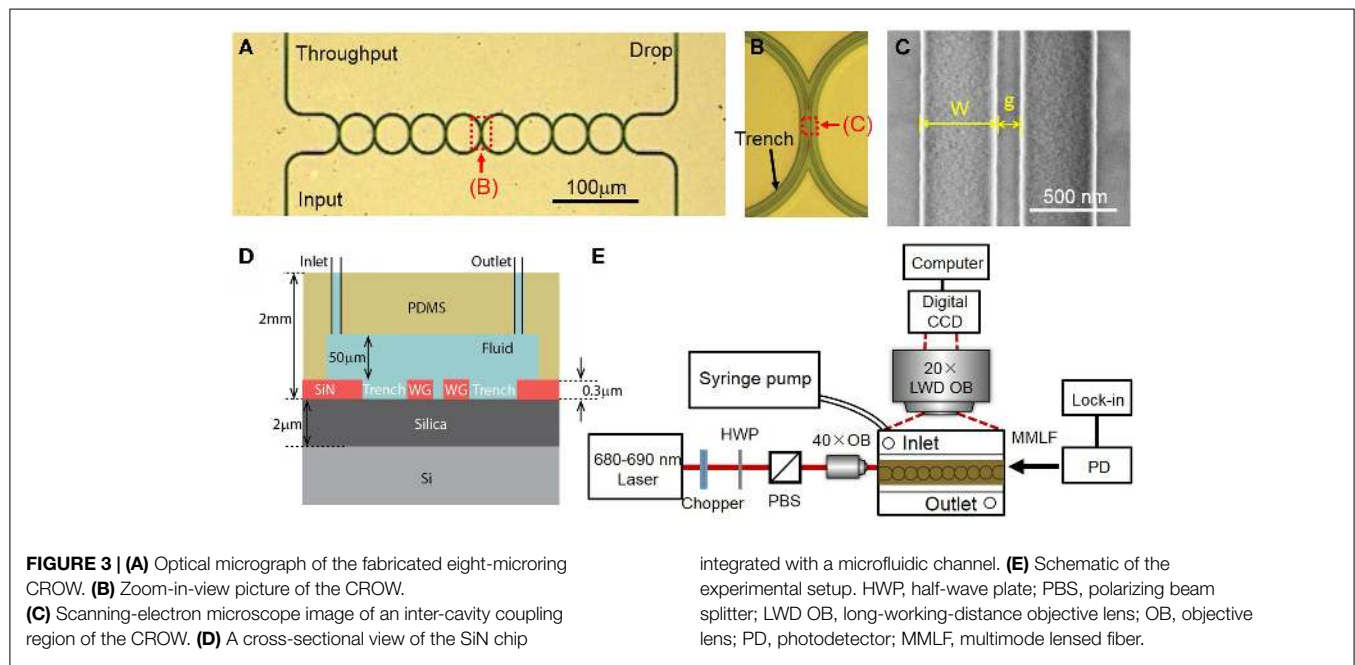 A
Throughput
Drop
Input
(B)
100μm
B
Trench
(C)
C
W
g
500 nm
D
Inlet
Outlet
2mm
PDMS
50μm
Fluid
SiN
Trench
WG
WG
Trench
0.3μm
2μm
Silica
Si
E
Computer
Digital
CCD
20×
LWD OB
Syringe pump
Lock-in
HWP
40×OB
Inlet
MMLF
680-690 nm
Laser
PD
Chopper
PBS
Outlet
FIGURE 3 | (A) Optical micrograph of the fabricated eight-microring
CROW. (B) Zoom-in-view picture of the CROW.
(C) Scanning-electron microscope image of an inter-cavity coupling
region of the CROW. (D) A cross-sectional view of the SiN chip
integrated with a microfluidic channel. (E) Schematic of the
experimental setup. HWP, half-wave plate; PBS, polarizing beam
splitter; LWD OB, long-working-distance objective lens; OB, objective
lens; PD, photodetector; MMLF, multimode lensed fiber.